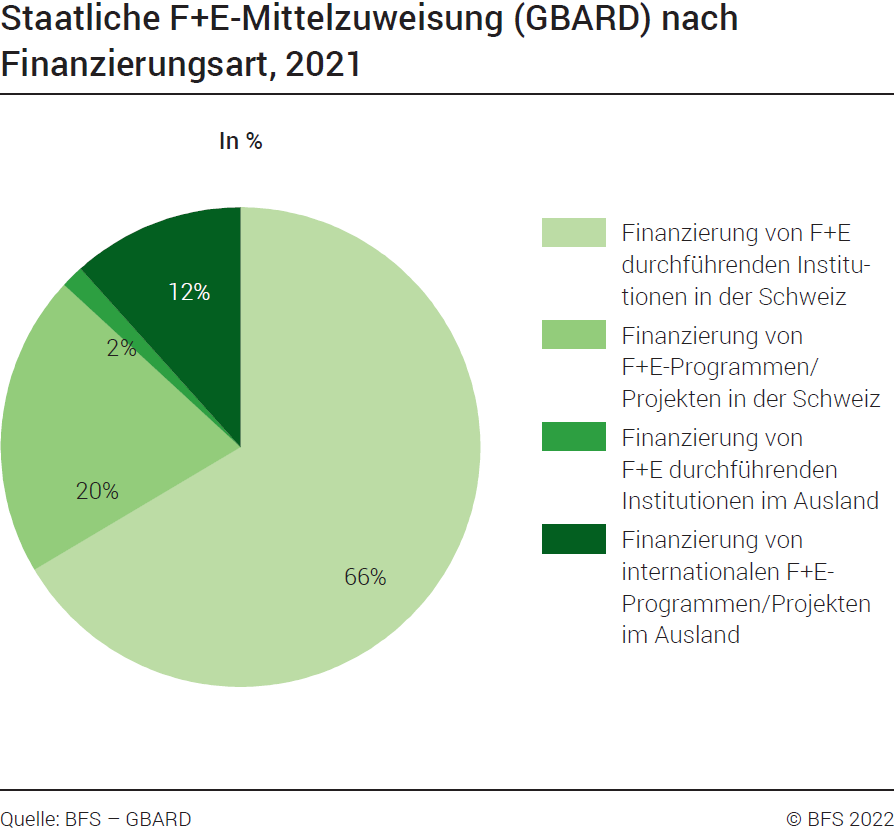 Staatliche F+E-Mittelzuweisung (GBARD) nach
Finanzierungsart, 2021
In %
12%
2%
20%
66%
Finanzierung von F+E
durchführenden Institu-
tionen in der Schweiz
Finanzierung von
F+E-Programmen/
Projekten in der Schweiz
Finanzierung von
F+E durchführenden
Institutionen im Ausland
Finanzierung von
internationalen F+E-
Programmen/Projekten
im Ausland
Quelle: BFS – GBARD
© BFS 2022